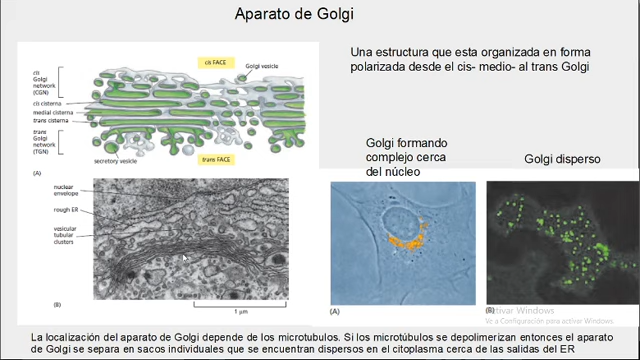 Aparato de Golgi
cis FACE
Golgi vesicle
cis
Golgi
network
(CGN)
cis cisterna
medial cisterna
trans cisterna
trans
Golgi
network
(TGN)
secretory vesicle
trans FACE
(A)
Una estructura que esta organizada en forma
polarizada desde el cis- medio- al trans Golgi
nuclear
envelope
rough ER
vesicular
tubular
clusters
(B)
1 µm
Golgi formando
complejo cerca
del núcleo
Golgi disperso
(A)
(B)
Activar Windows
Ve a Configuración para activar Windows
La localización del aparato de Golgi depende de los microtubulos. Si los microtúbulos se depolimerizan entonces el aparato
de Golgi se separa en sacos individuales que se encuentran dispersos en el citoplasma cerca de las salidas del ER